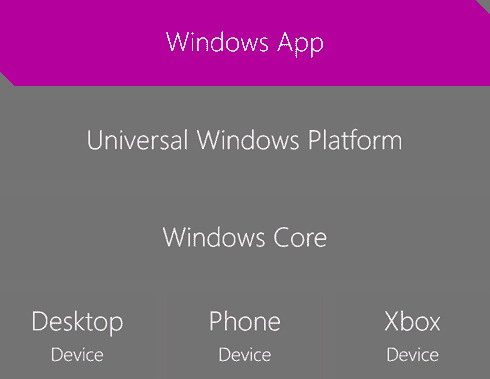 Windows App
Universal Windows Platform
Windows Core
Desktop Phone Xbox
Device Device Device